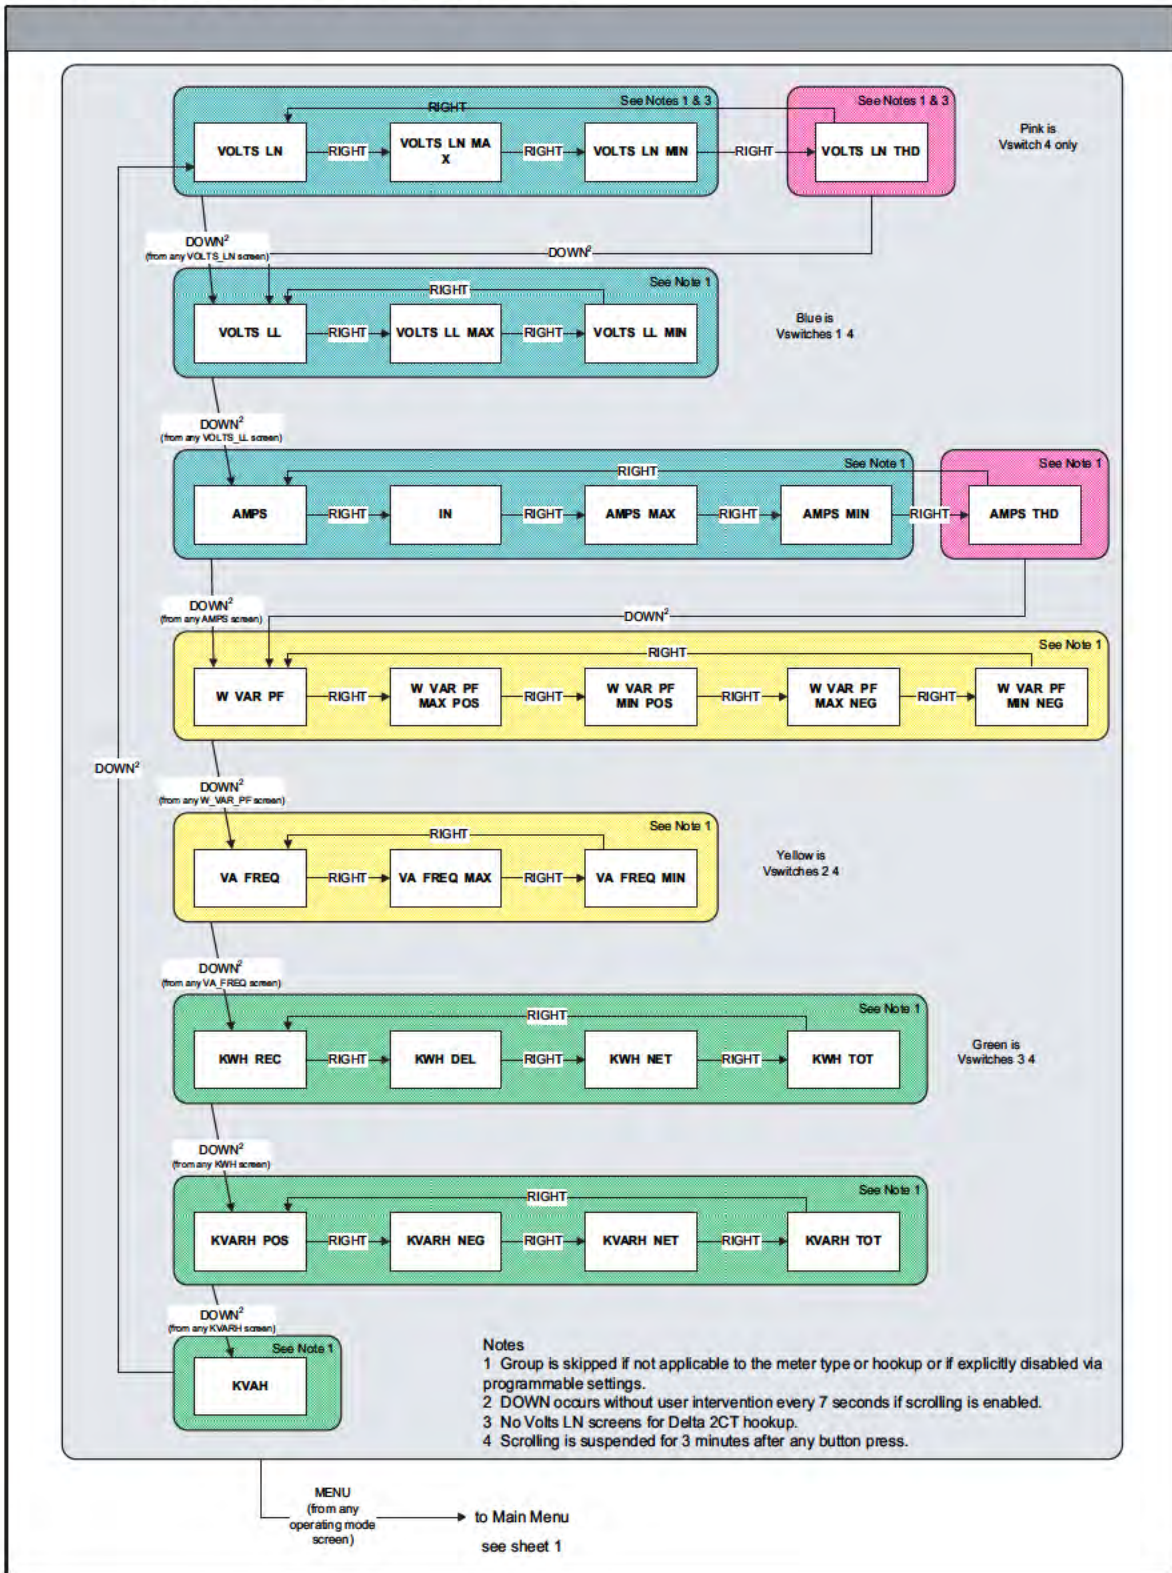 See Notes 1 & 3
See Notes 1 & 3
RIGHT
Pink is
Vswitch 4 only
VOLTS LN
RIGHT
VOLTS LN MA
X
RIGHT
VOLTS LN MIN
RIGHT
VOLTS LN THD
DOWN2
(from any VOLTS_LN screen)
DOWN2
See Note 1
RIGHT
Blue is
Vswitches 1 4
VOLTS LL
RIGHT
VOLTS LL MAX
RIGHT
VOLTS LL MIN
DOWN2
(from any VOLTS_LL screen)
See Note 1
See Note 1
RIGHT
AMPS
RIGHT
IN
RIGHT
AMPS MAX
RIGHT
AMPS MIN
RIGHT
AMPS THD
DOWN2
(from any AMPS screen)
DOWN2
See Note 1
RIGHT
W VAR PF
RIGHT
W VAR PF
MAX POS
RIGHT
W VAR PF
MIN POS
RIGHT
W VAR PF
MAX NEG
RIGHT
W VAR PF
MIN NEG
DOWN2
DOWN2
(from any W_VAR_PF screen)
See Note 1
RIGHT
Yellow is
Vswitches 2 4
VA FREQ
RIGHT
VA FREQ MAX
RIGHT
VA FREQ MIN
DOWN2
(from any VA_FREQ screen)
See Note 1
RIGHT
Green is
Vswitches 3 4
KWH REC
RIGHT
KWH DEL
RIGHT
KWH NET
RIGHT
KWH TOT
DOWN2
(from any KWH screen)
See Note 1
RIGHT
KVARH POS
RIGHT
KVARH NEG
RIGHT
KVARH NET
RIGHT
KVARH TOT
DOWN2
(from any KVARH screen)
See Note 1
KVAH
Notes
1 Group is skipped if not applicable to the meter type or hookup or if explicitly disabled via
programmable settings.
2 DOWN occurs without user intervention every 7 seconds if scrolling is enabled.
3 No Volts LN screens for Delta 2CT hookup.
4 Scrolling is suspended for 3 minutes after any button press.
MENU
(from any
operating mode
screen)
to Main Menu
see sheet 1